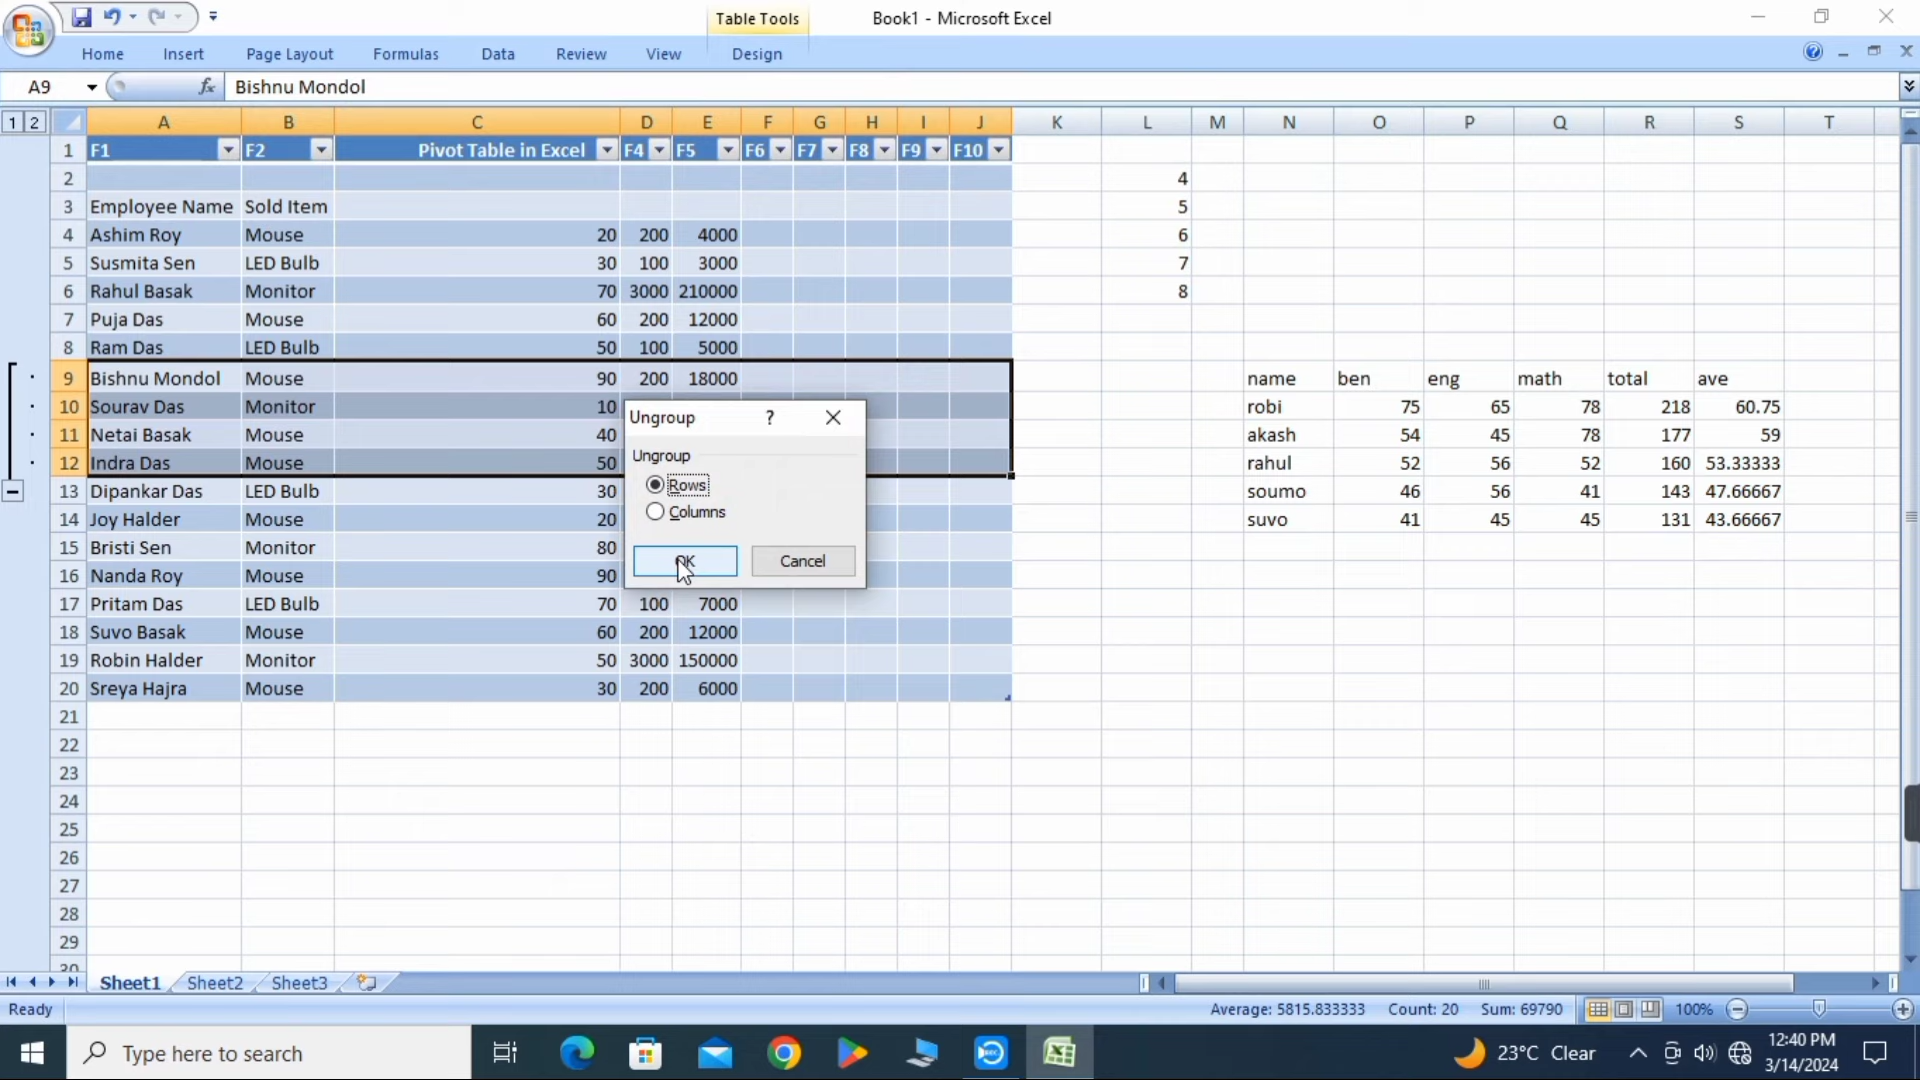 Table Tools
Book1 - Microsoft Excel
Home Insert Page Layout Formulas Data Review View Design
A9 fx Bishnu Mondol
1 2 A B C D E F G H I J K L M N O P Q R S T
1 F1 F2 Pivot Table in Excel F4 F5 F6 F7 F8 F9 F10
2 4
3 Employee Name Sold Item 5
4 Ashim Roy Mouse 20 200 4000 6
5 Susmita Sen LED Bulb 30 100 3000 7
6 Rahul Basak Monitor 70 3000 210000 8
7 Puja Das Mouse 60 200 12000
8 Ram Das LED Bulb 50 100 5000
9 Bishnu Mondol Mouse 90 200 18000 name ben eng math total ave
10 Sourav Das Monitor 10 robi 75 65 78 218 60.75
11 Netai Basak Mouse 40 akash 54 45 78 177 59
12 Indra Das Mouse 50 rahul 52 56 52 160 53.33333
13 Dipankar Das LED Bulb 30 soumo 46 56 41 143 47.66667
14 Joy Halder Mouse 20 suvo 41 45 45 131 43.66667
15 Bristi Sen Monitor 80
16 Nanda Roy Mouse 90
17 Pritam Das LED Bulb 70 100 7000
18 Suvo Basak Mouse 60 200 12000
19 Robin Halder Monitor 50 3000 150000
20 Sreya Hajra Mouse 30 200 6000
21
22
23
24
25
26
27
28
29
30
Ungroup ?
Ungroup
Rows
Columns
OK Cancel
Sheet1 Sheet2 Sheet3
Ready Average: 5815.833333 Count: 20 Sum: 69790 100%
Type here to search 23°C Clear 12:40 PM
3/14/2024